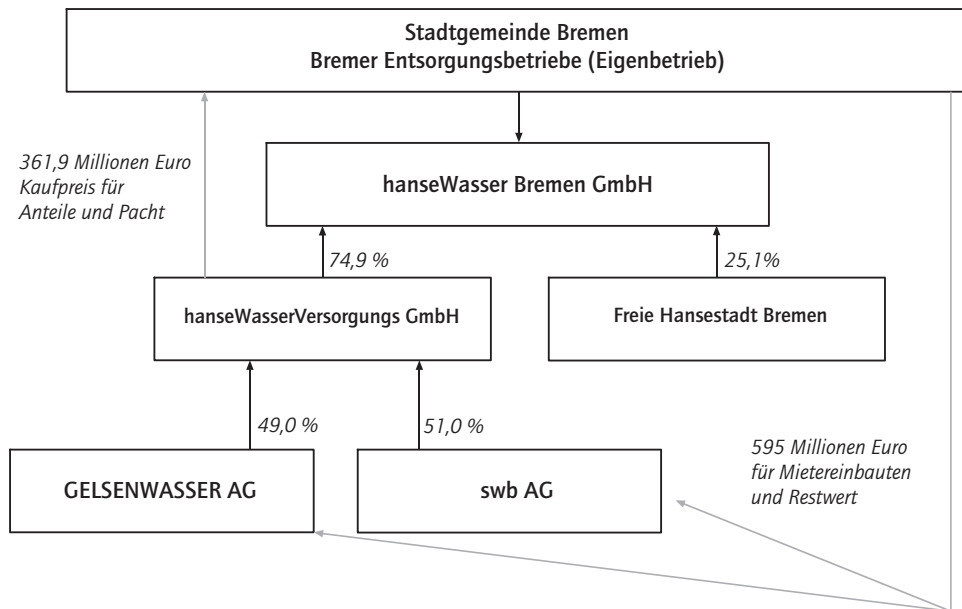 Stadtgemeinde Bremen
Bremer Entsorgungsbetriebe (Eigenbetrieb)
361,9 Millionen Euro
Kaufpreis für
Anteile und Pacht
hanseWasser Bremen GmbH
74,9 %
25,1%
hanseWasserVersorgungs GmbH
Freie Hansestadt Bremen
49,0 %
51,0 %
595 Millionen Euro
für Mietereinbauten
und Restwert
GELSENWASSER AG
swb AG